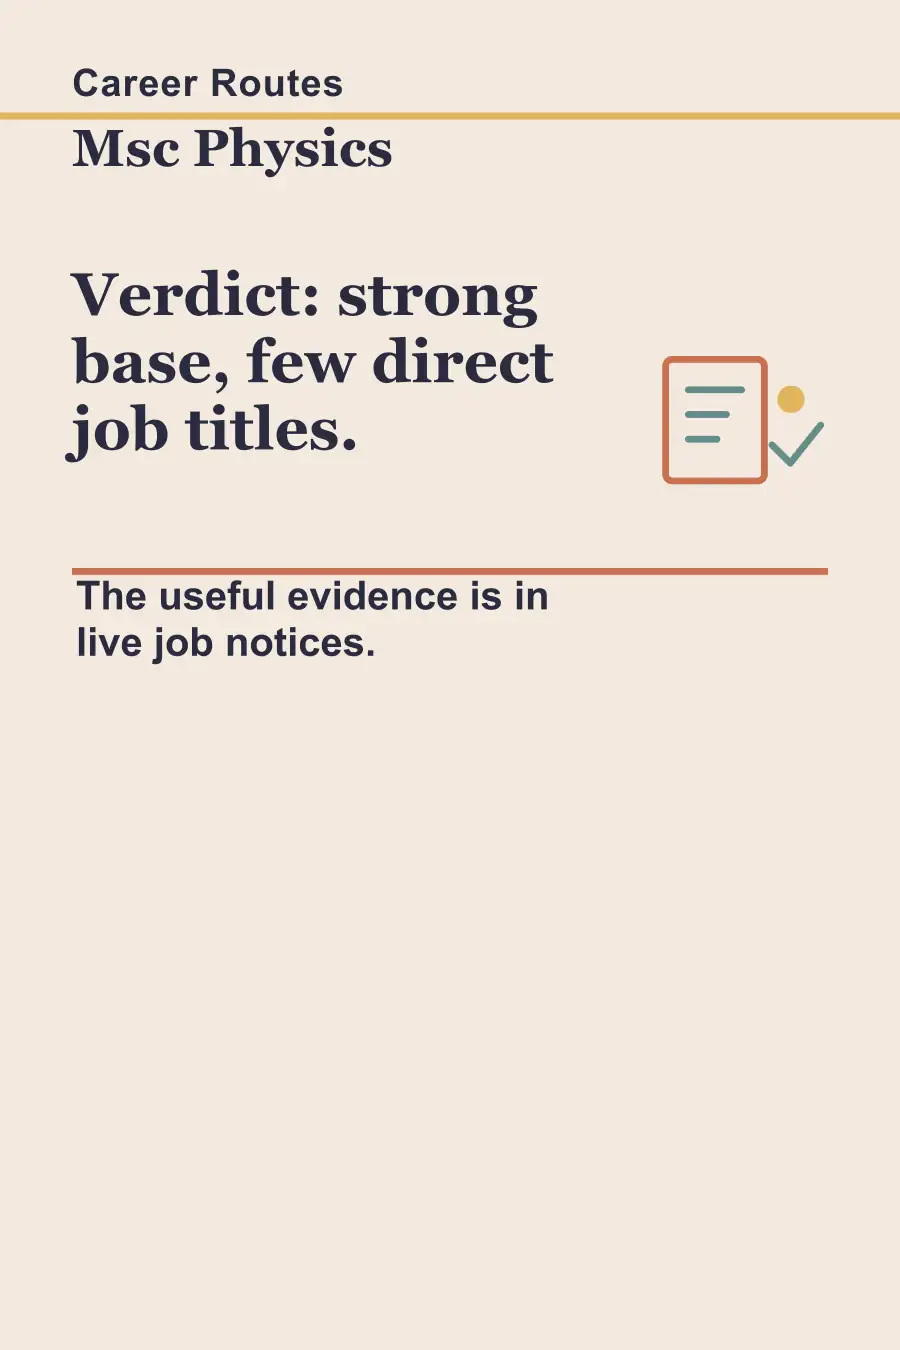 Career Routes
Msc Physics
Verdict: strong
base, few direct
job titles.
The useful evidence is in
live job notices.